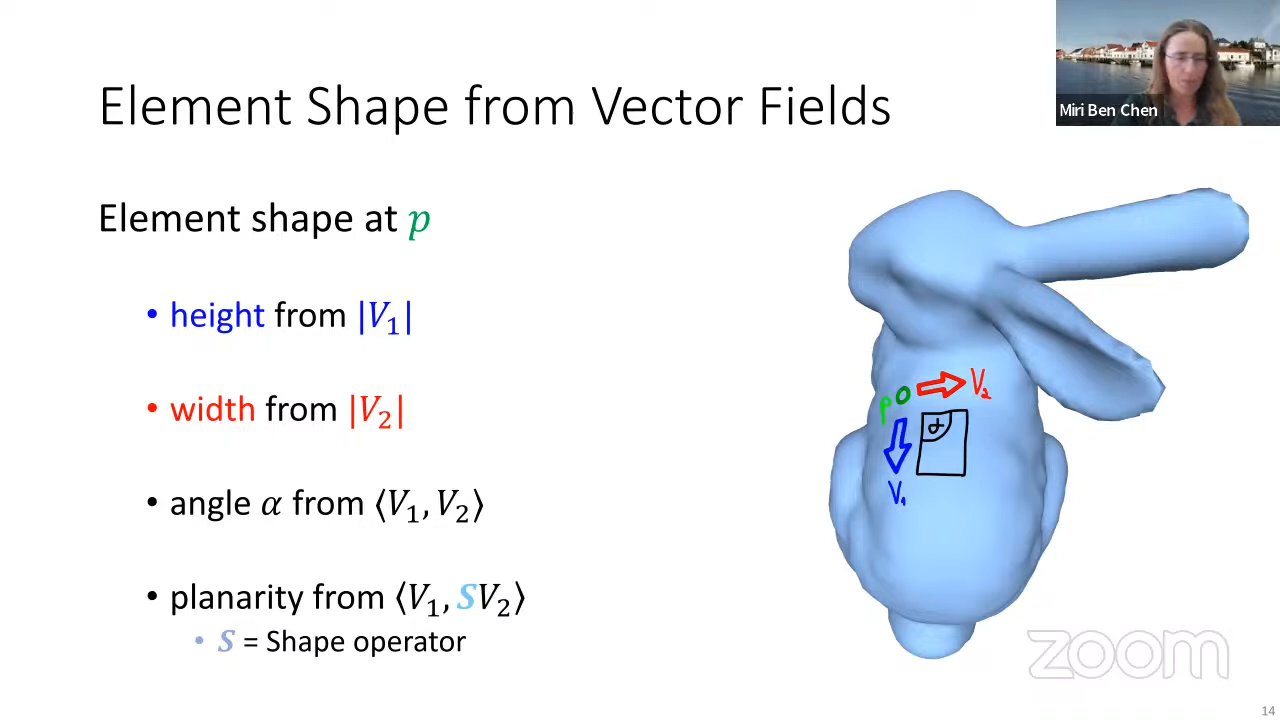 Element Shape from Vector Fields
Miri Ben Chen
Element shape at p
• height from |V₁|
• width from |V₂|
• angle α from ⟨V₁, V₂⟩
• planarity from ⟨V₁, SV₂⟩
• S = Shape operator
p
V₂
α
V₁
zoom
14